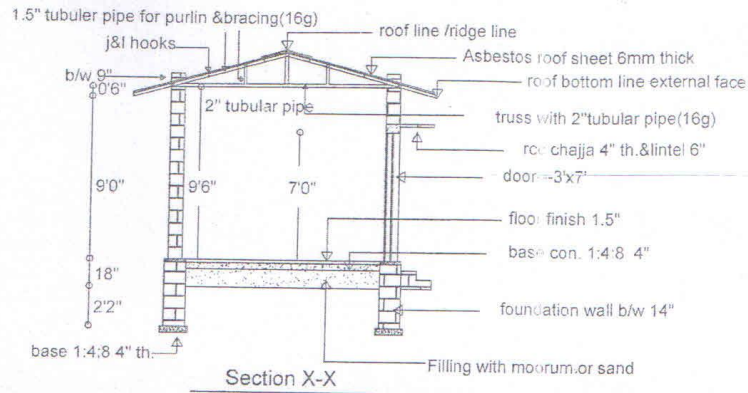 1.5" tubuler pipe for purlin &bracing(16g)
roof line /ridge line
j&l hooks
Asbestos roof sheet 6mm thick
b/w 9"
roof bottom line external face
0'6"
2" tubular pipe
truss with 2"tubular pipe(16g)
rcc chajja 4" th.&lintel 6"
door=3'x7'
9'0"
9'6"
7'0"
floor finish 1.5"
base con. 1:4:8 4"
18"
2'2"
foundation wall b/w 14"
base 1:4:8 4" th.
Filling with moorum.or sand
Section X-X